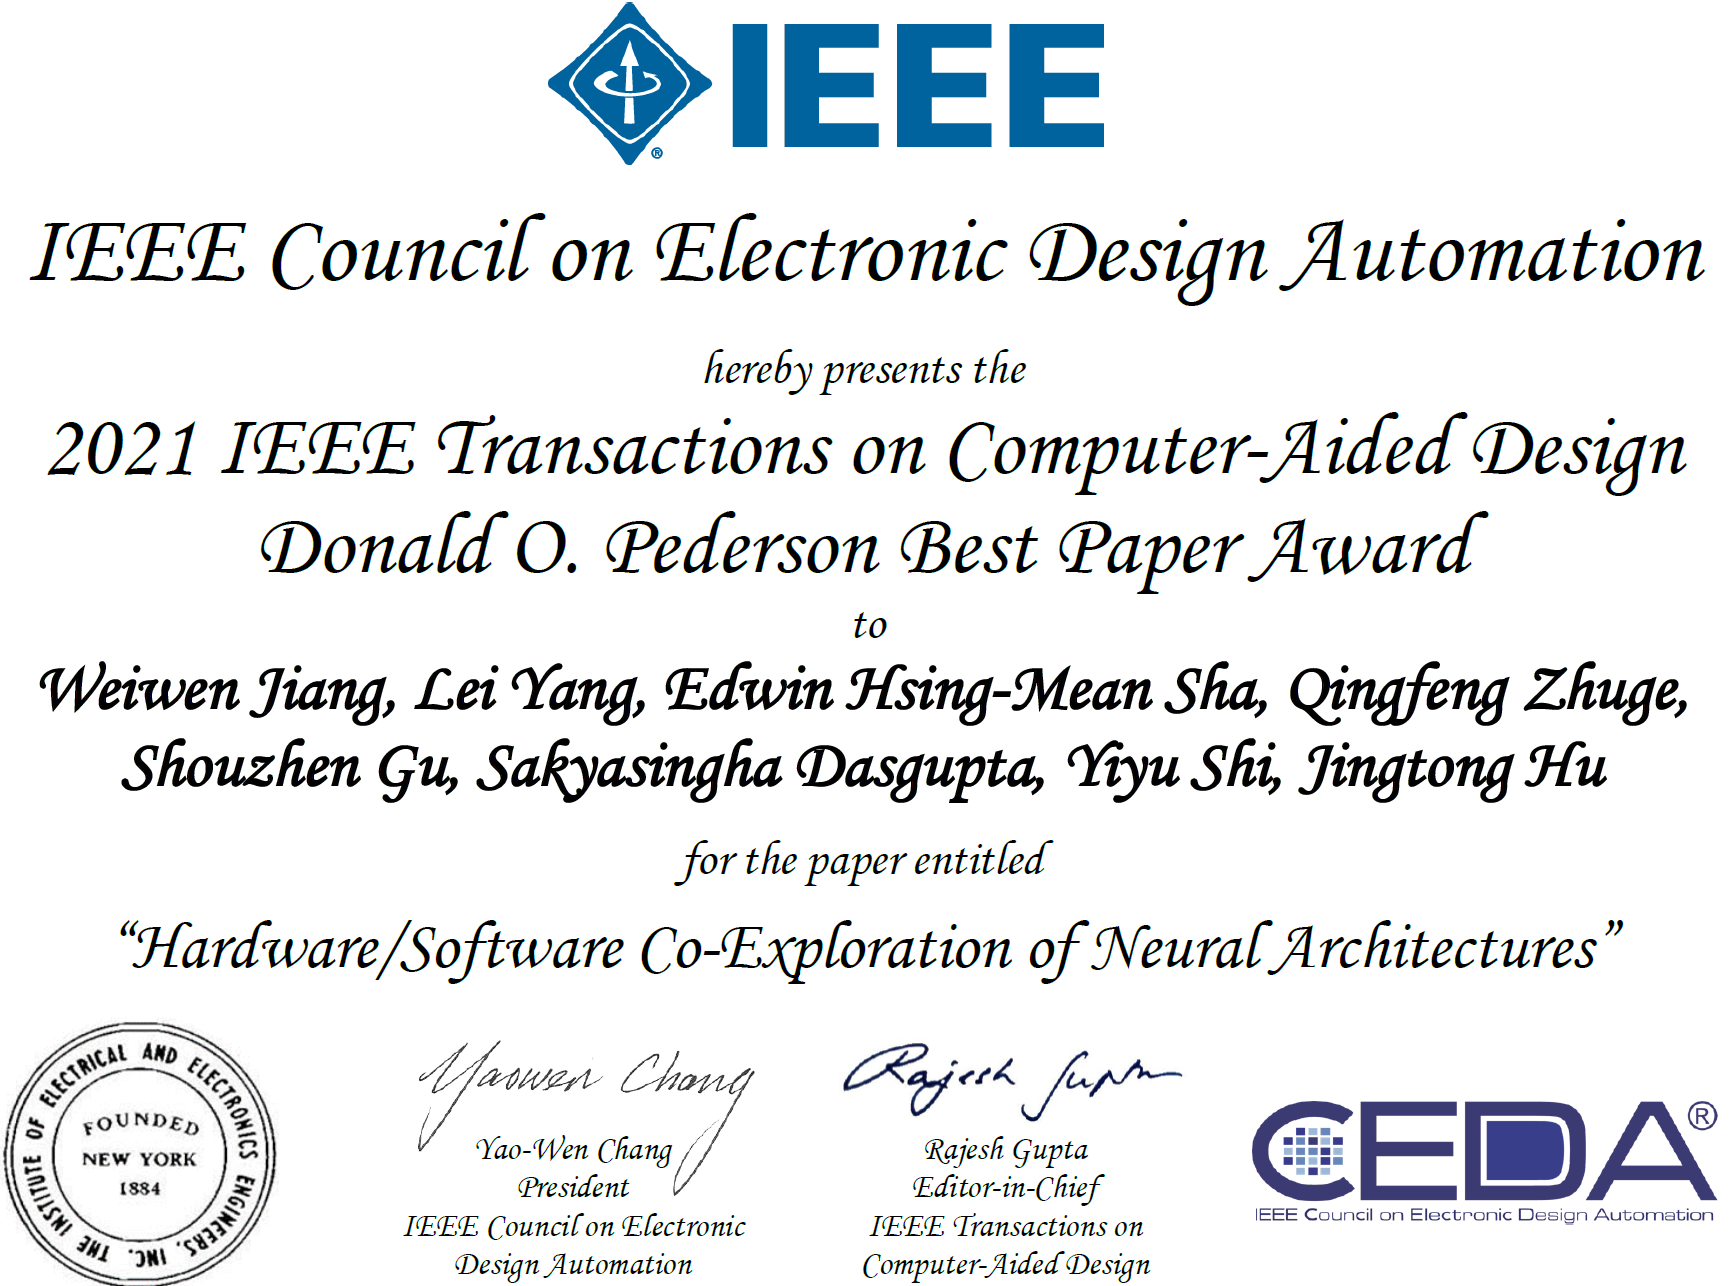 IEEE
®
IEEE Council on Electronic Design Automation
hereby presents the
2021 IEEE Transactions on Computer-Aided Design
Donald O. Pederson Best Paper Award
to
Weiwen Jiang, Lei Yang, Edwin Hsing-Mean Sha, Qingfeng Zhuge,
Shouzhen Gu, Sakyasingha Dasgupta, Yiyu Shi, Jingtong Hu
for the paper entitled
“Hardware/Software Co-Exploration of Neural Architectures”
THE INSTITUTE OF ELECTRICAL AND ELECTRONICS ENGINEERS, INC.
FOUNDED
NEW YORK
1884
Yaowen Chang
Yao-Wen Chang
President
IEEE Council on Electronic
Design Automation
Rajesh Gupta
Rajesh Gupta
Editor-in-Chief
IEEE Transactions on
Computer-Aided Design
CEDA®
IEEE Council on Electronic Design Automation